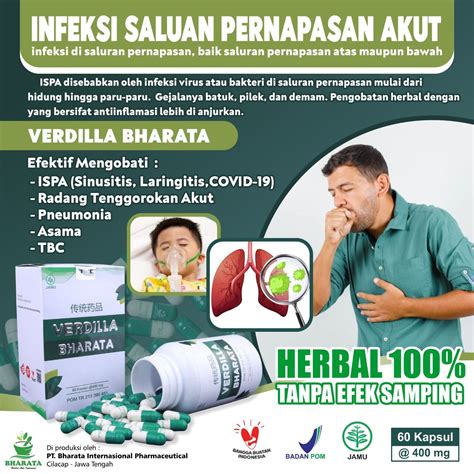 INFEKSI SALUAN PERNAPASAN AKUT
infeksi di saluran pernapasan, baik saluran pernapasan atas maupun bawah
ISPA disebabkan oleh infeksi virus atau bakteri di saluran pernapasan mulai dari
hidung hingga paru-paru. Gejalanya batuk, pilek, dan demam. Pengobatan herbal dengan
yang bersifat antiinflamasi lebih di anjurkan.
VERDILLA BHARATA
Efektif Mengobati :
- ISPA (Sinusitis, Laringitis,COVID-19)
- Radang Tenggorokan Akut
- Pneumonia
- Asama
- TBC
JAMU
传统药品
VERDILLA
BHARATA
VERDILLA
BHARATA
HERBAL 100%
TANPA EFEK SAMPING
BHARATA
Di produksi oleh :
PT. Bharata Internasional Pharmaceutical
Cilacap - Jawa Tengah
BANGGA BUATAN
INDONESIA
BADAN POM
JAMU
60 Kapsul
@ 400 mg